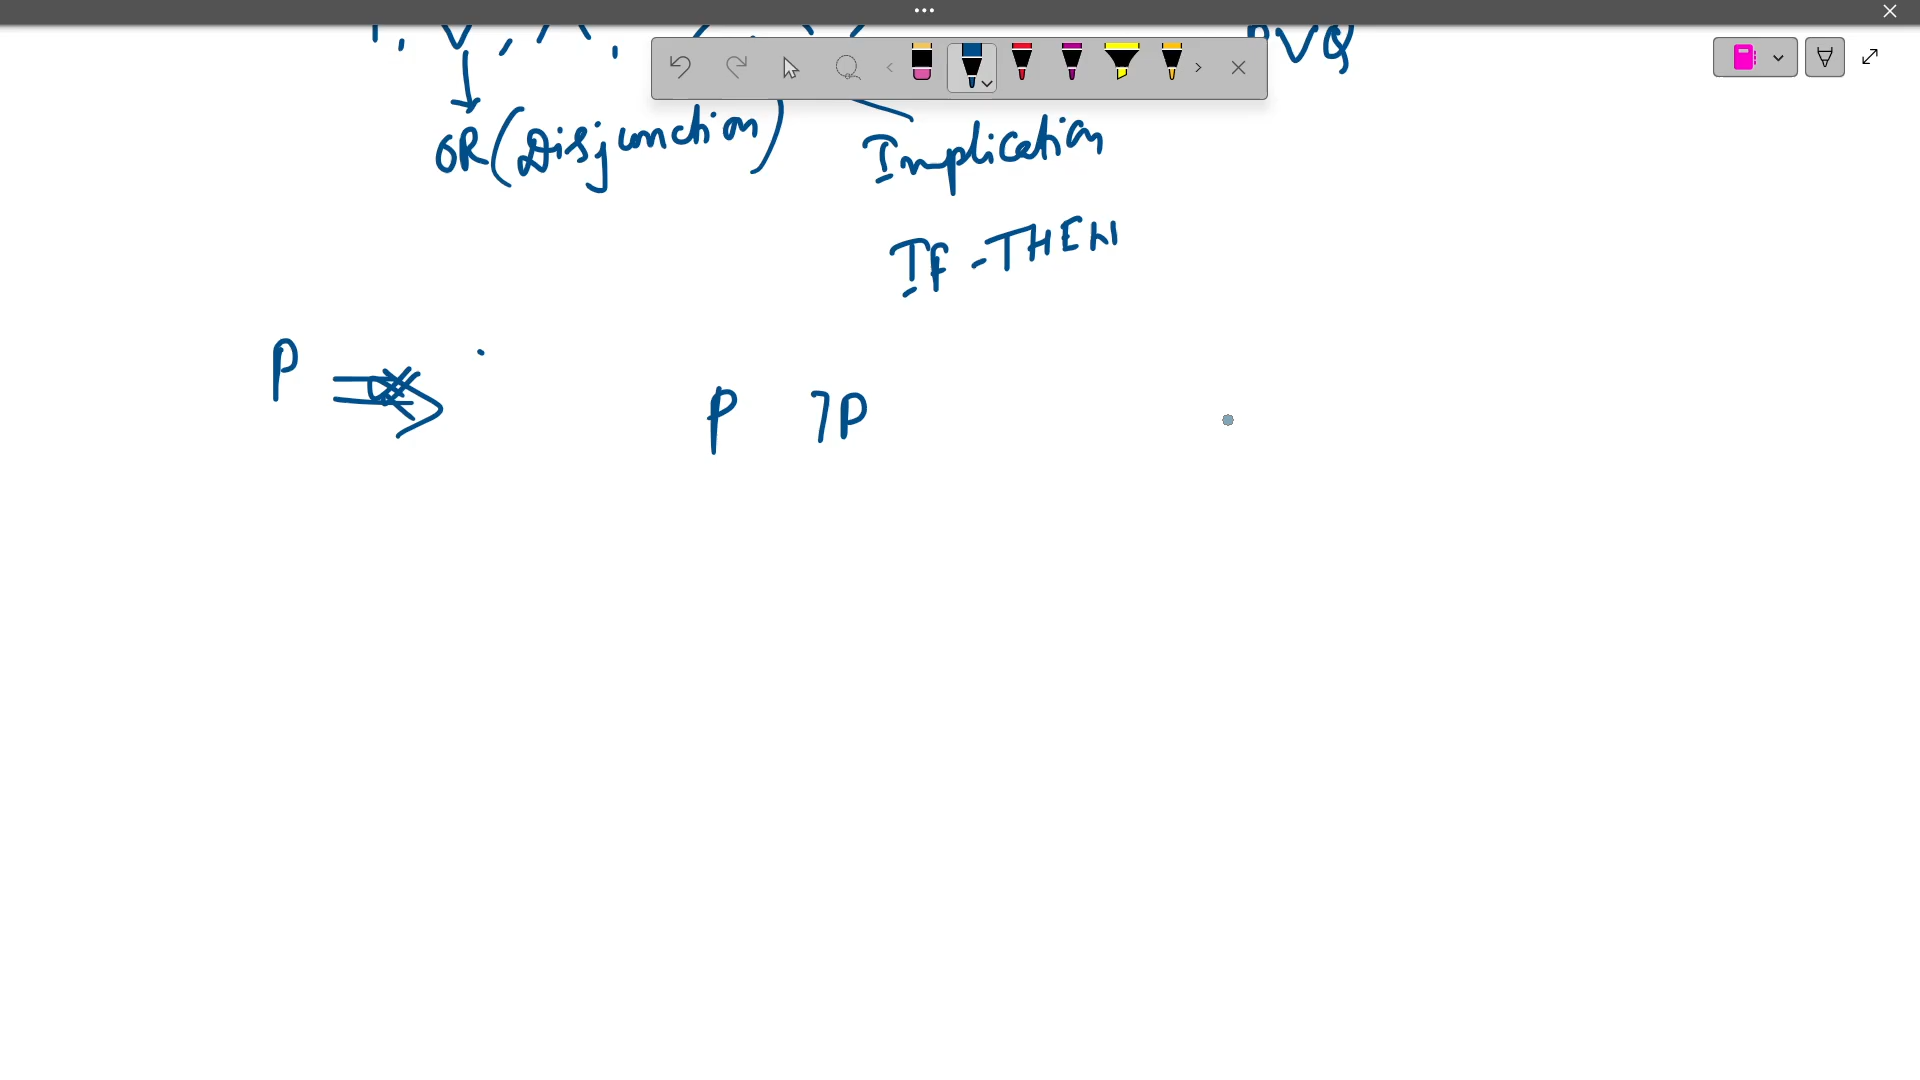 P∨Q
OR (Disjunction)
Implication
IF - THEN
P ⇒
P ¬P